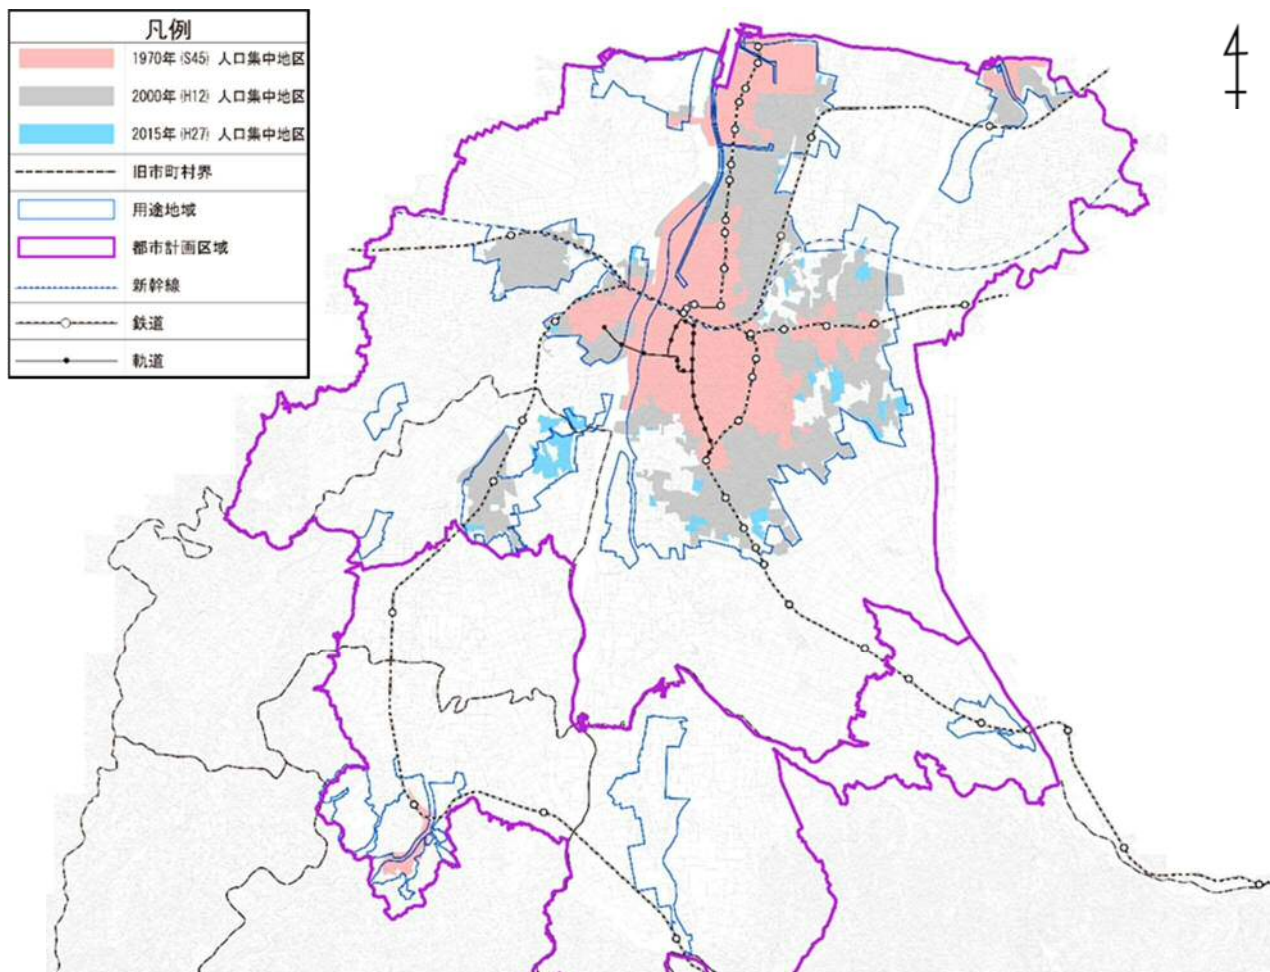 凡例
1970年(S45) 人口集中地区
2000年(H12) 人口集中地区
2015年(H27) 人口集中地区
旧市町村界
用途地域
都市計画区域
新幹線
鉄道
軌道